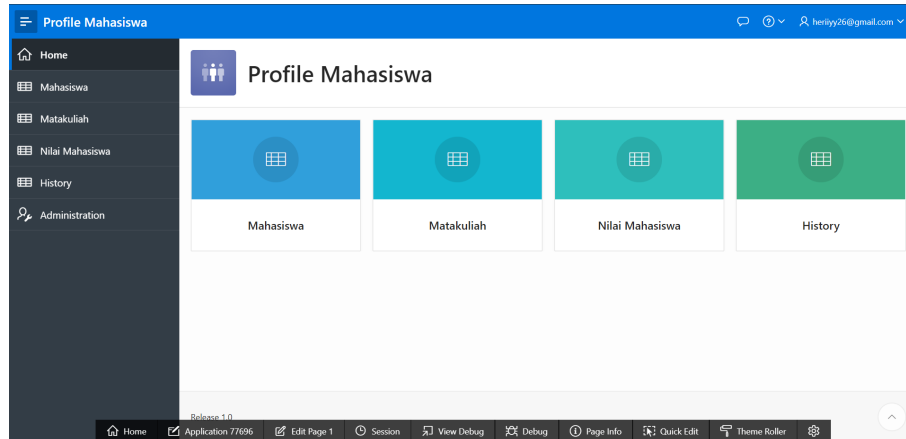 Profile Mahasiswa
heriiyy26@gmail.com
Home
Mahasiswa
Matakuliah
Nilai Mahasiswa
History
Administration
Profile Mahasiswa
Mahasiswa
Matakuliah
Nilai Mahasiswa
History
Release 1.0
Home Application 77696 Edit Page 1 Session View Debug Debug Page Info Quick Edit Theme Roller